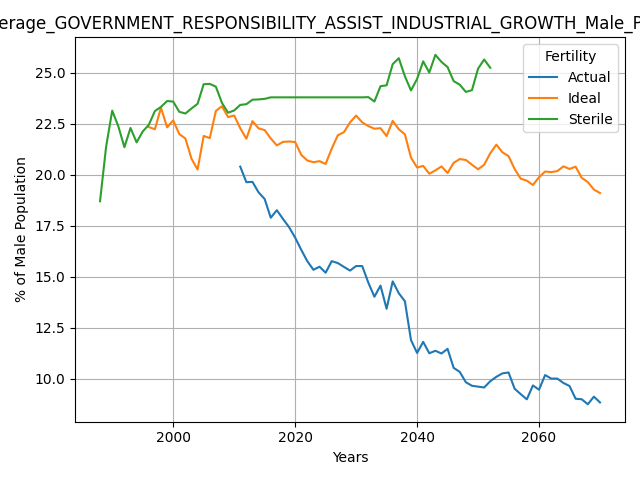 erage_GOVERNMENT_RESPONSIBILITY_ASSIST_INDUSTRIAL_GROWTH_Male_P
Fertility
Actual
Ideal
Sterile
% of Male Population
25.0
22.5
20.0
17.5
15.0
12.5
10.0
2000
2020
2040
2060
Years